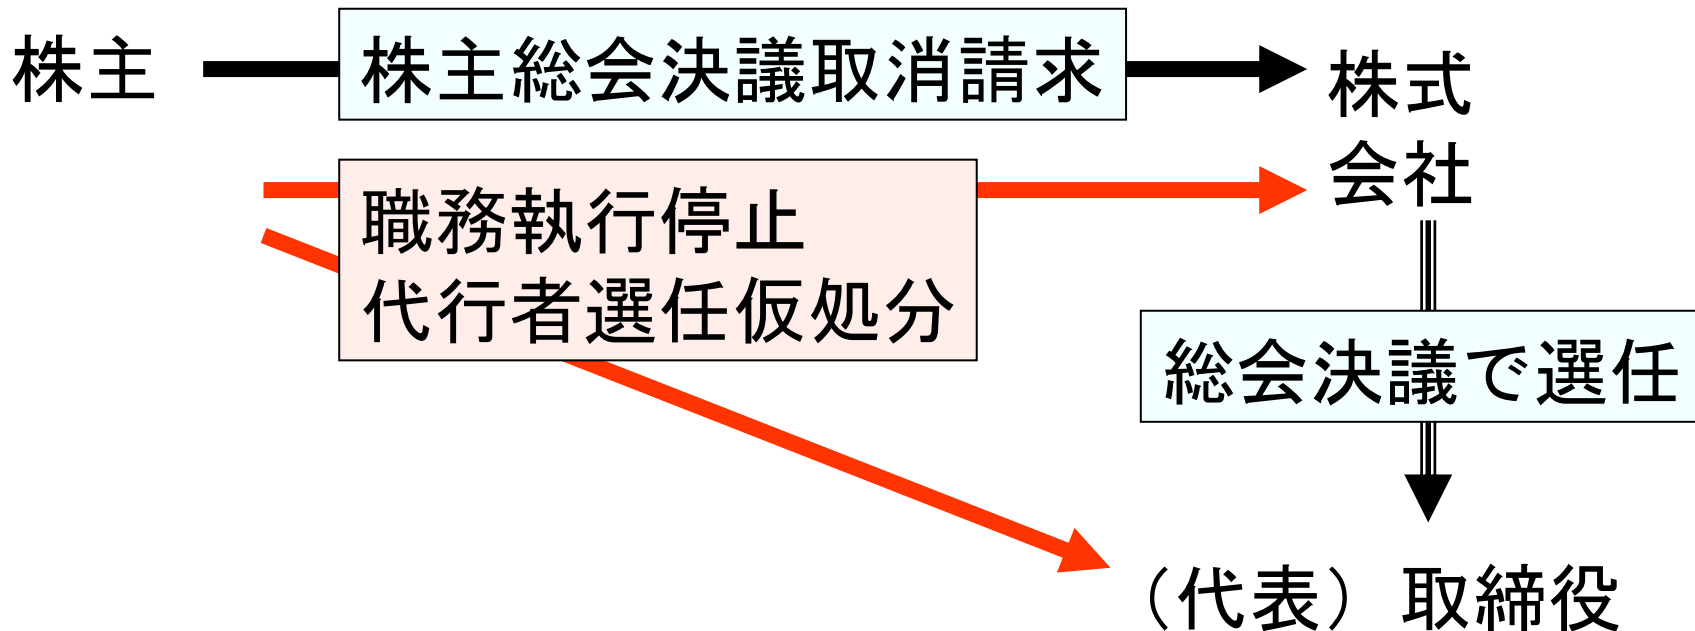 株主
株主総会決議取消請求
株式
会社
職務執行停止
代行者選任仮処分
総会決議で選任
（代表）取締役